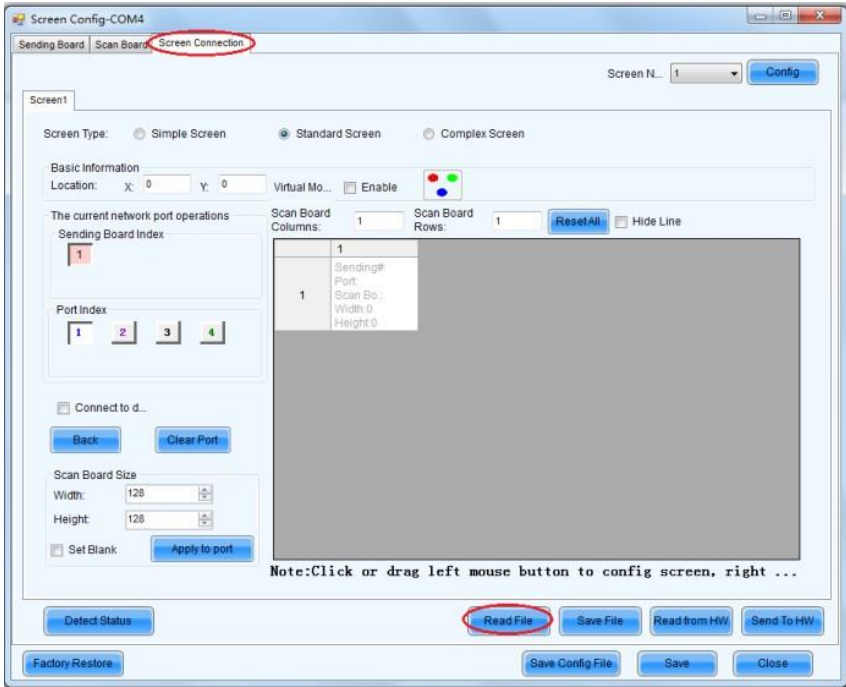 Screen Config-COM4
Sending Board Scan Board Screen Connection
Screen N... 1 Config
Screen1
Screen Type: Simple Screen Standard Screen Complex Screen
Basic Information
Location: X: 0 Y: 0 Virtual Mo... Enable
The current network port operations
Sending Board Index
1
Port Index
1 2 3 4
Connect to d...
Back Clear Port
Scan Board Size
Width: 128
Height: 128
Set Blank Apply to port
Scan Board Columns: 1 Scan Board Rows: 1 Reset All Hide Line
1
1
Sending#:
Port:
Scan Bo.:
Width:0
Height:0
Note:Click or drag left mouse button to config screen, right ...
Detect Status Read File Save File Read from HW Send To HW
Factory Restore Save Config File Save Close